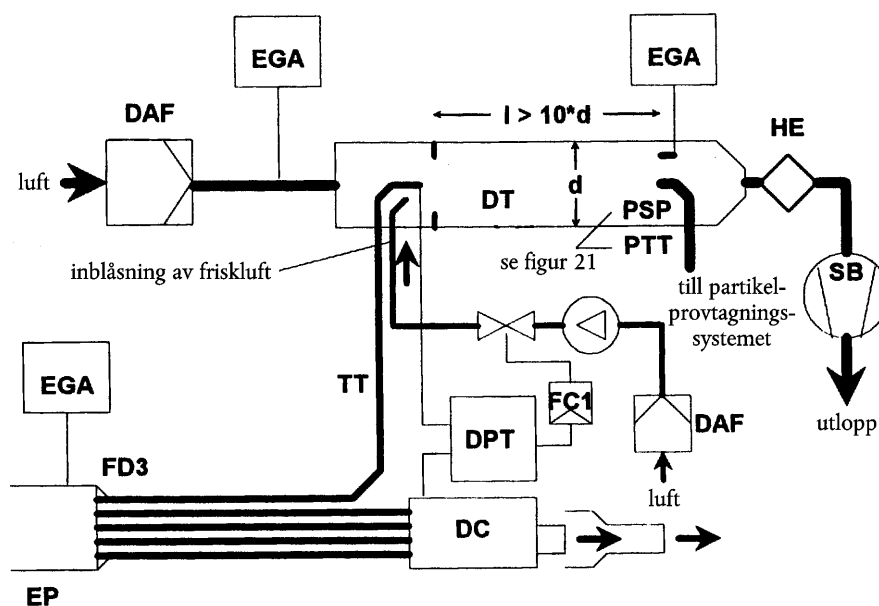 EGA
EGA
DAF
l > 10*d
HE
luft
d
DT
PSP
PTT
se figur 21
inblåsning av friskluft
till partikel-
provtagnings-
systemet
SB
EGA
TT
FC1
DAF
utlopp
DPT
FD3
luft
DC
EP